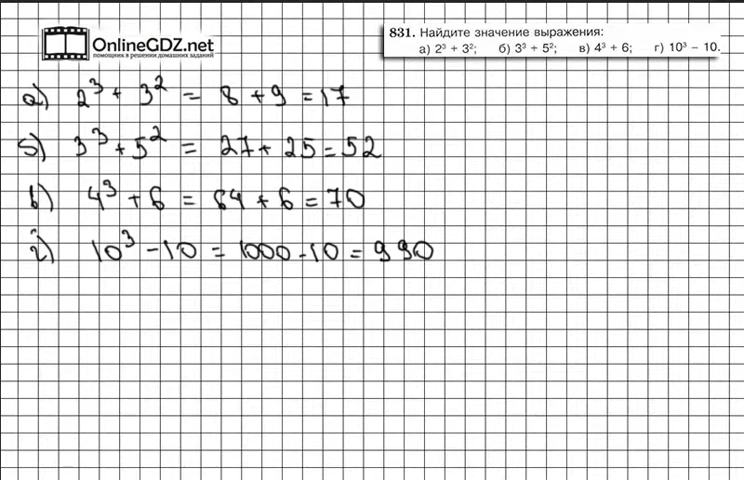 OnlineGDZ.net
помощник в решении домашних заданий
831. Найдите значение выражения:
а) 2³ + 3²; б) 3³ + 5²; в) 4³ + 6; г) 10³ − 10.
а) 2³ + 3² = 8 + 9 = 17
б) 3³ + 5² = 27 + 25 = 52
в) 4³ + 6 = 64 + 6 = 70
г) 10³ − 10 = 1000 − 10 = 990